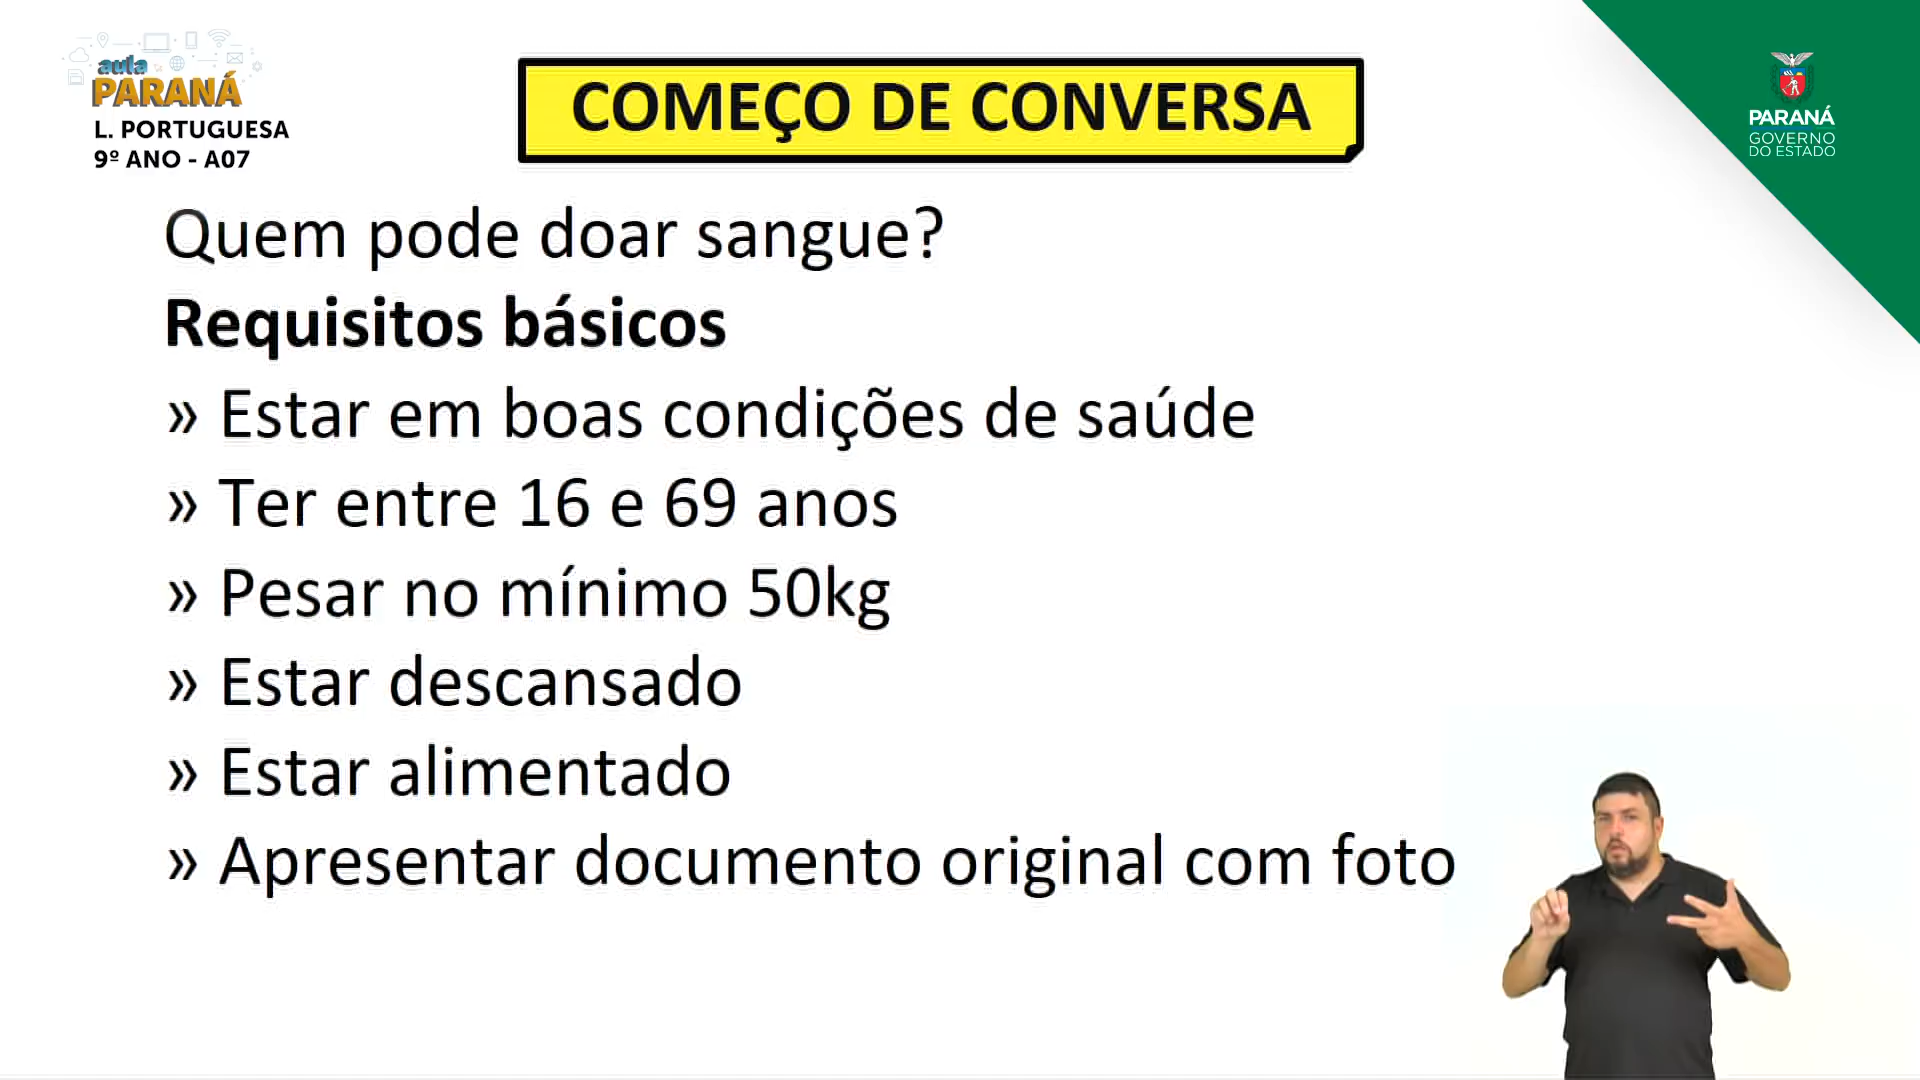 aula
PARANÁ
L. PORTUGUESA
9º ANO - A07
COMEÇO DE CONVERSA
PARANÁ
GOVERNO
DO ESTADO
Quem pode doar sangue?
Requisitos básicos
» Estar em boas condições de saúde
» Ter entre 16 e 69 anos
» Pesar no mínimo 50kg
» Estar descansado
» Estar alimentado
» Apresentar documento original com foto